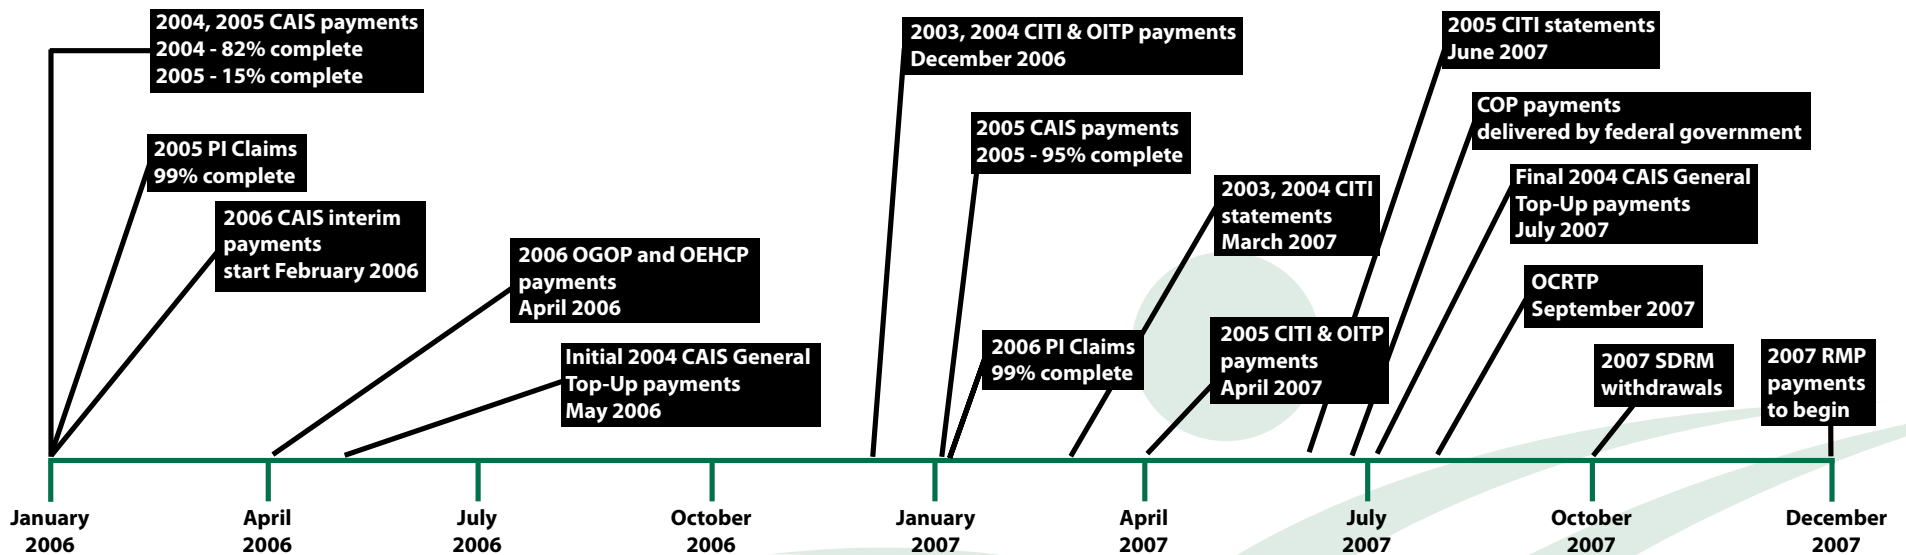 2004, 2005 CAIS payments
2004 - 82% complete
2005 - 15% complete
2005 PI Claims
99% complete
2006 CAIS interim
payments
start February 2006
2006 OGOP and OEHCP
payments
April 2006
Initial 2004 CAIS General
Top-Up payments
May 2006
2003, 2004 CITI & OITP payments
December 2006
2005 CAIS payments
2005 - 95% complete
2006 PI Claims
99% complete
2003, 2004 CITI
statements
March 2007
2005 CITI & OITP
payments
April 2007
2005 CITI statements
June 2007
COP payments
delivered by federal government
Final 2004 CAIS General
Top-Up payments
July 2007
OCRTP
September 2007
2007 SDRM
withdrawals
2007 RMP
payments
to begin
January
2006
April
2006
July
2006
October
2006
January
2007
April
2007
July
2007
October
2007
December
2007